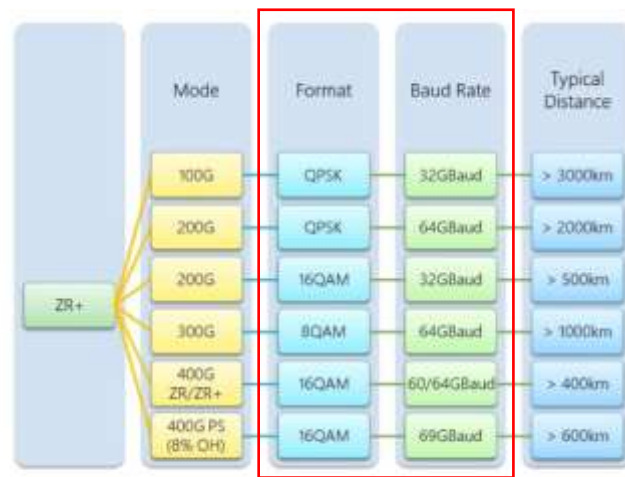 Mode
Format
Baud Rate
Typical
Distance
ZR+
100G
QPSK
32GBaud
> 3000km
200G
QPSK
64GBaud
> 2000km
200G
16QAM
32GBaud
> 500km
300G
8QAM
64GBaud
> 1000km
400G
ZR/ZR+
16QAM
60/64GBaud
> 400km
400G PS
(8% OH)
16QAM
69GBaud
> 600km